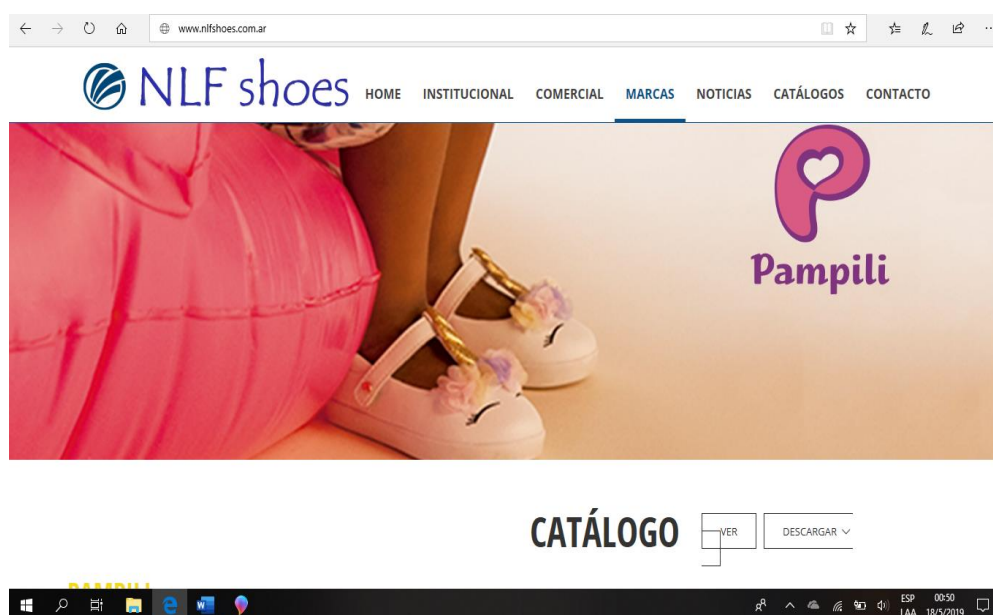 www.nlfshoes.com.ar
NLF shoes
HOME INSTITUCIONAL COMERCIAL MARCAS NOTICIAS CATÁLOGOS CONTACTO
Pampili
CATÁLOGO
VER
DESCARGAR
PAMPILI
ESP 00:50
LAA 18/5/2019